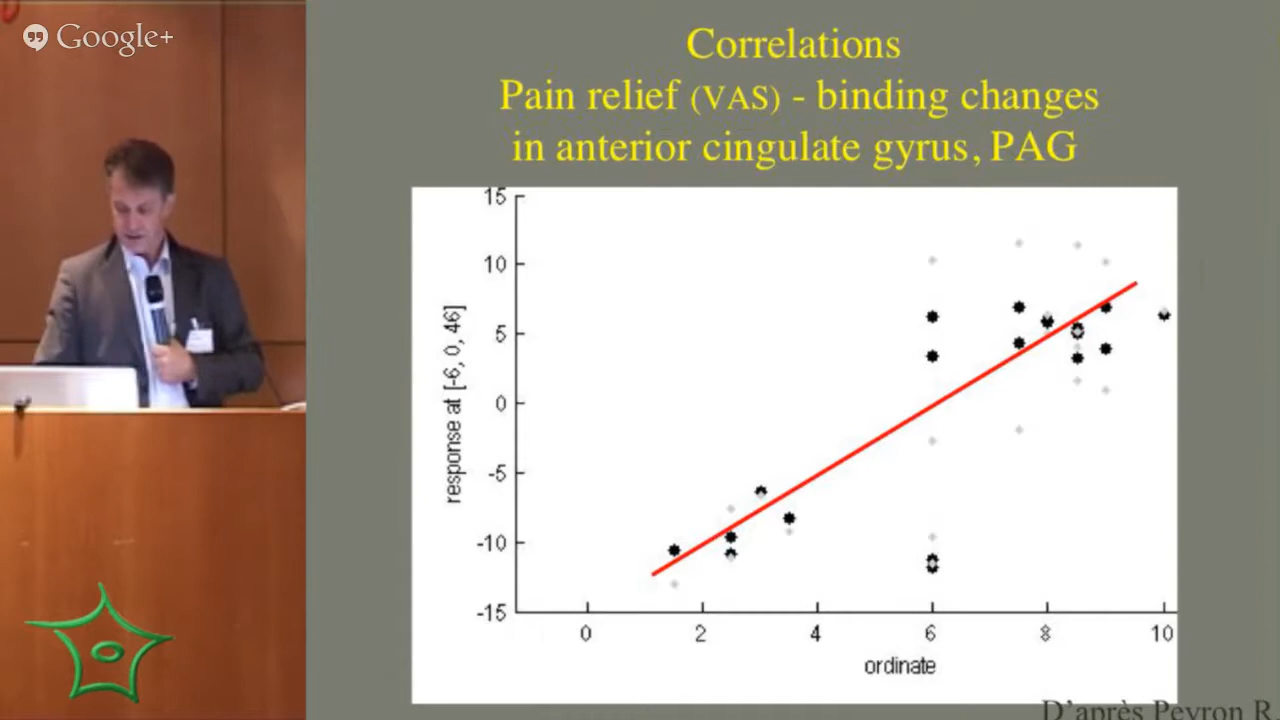 Google+
Correlations
Pain relief (VAS) - binding changes
in anterior cingulate gyrus, PAG
15
10
5
0
-5
-10
-15
response at [-6, 0, 46]
0 2 4 6 8 10
ordinate
D'après Peyron R